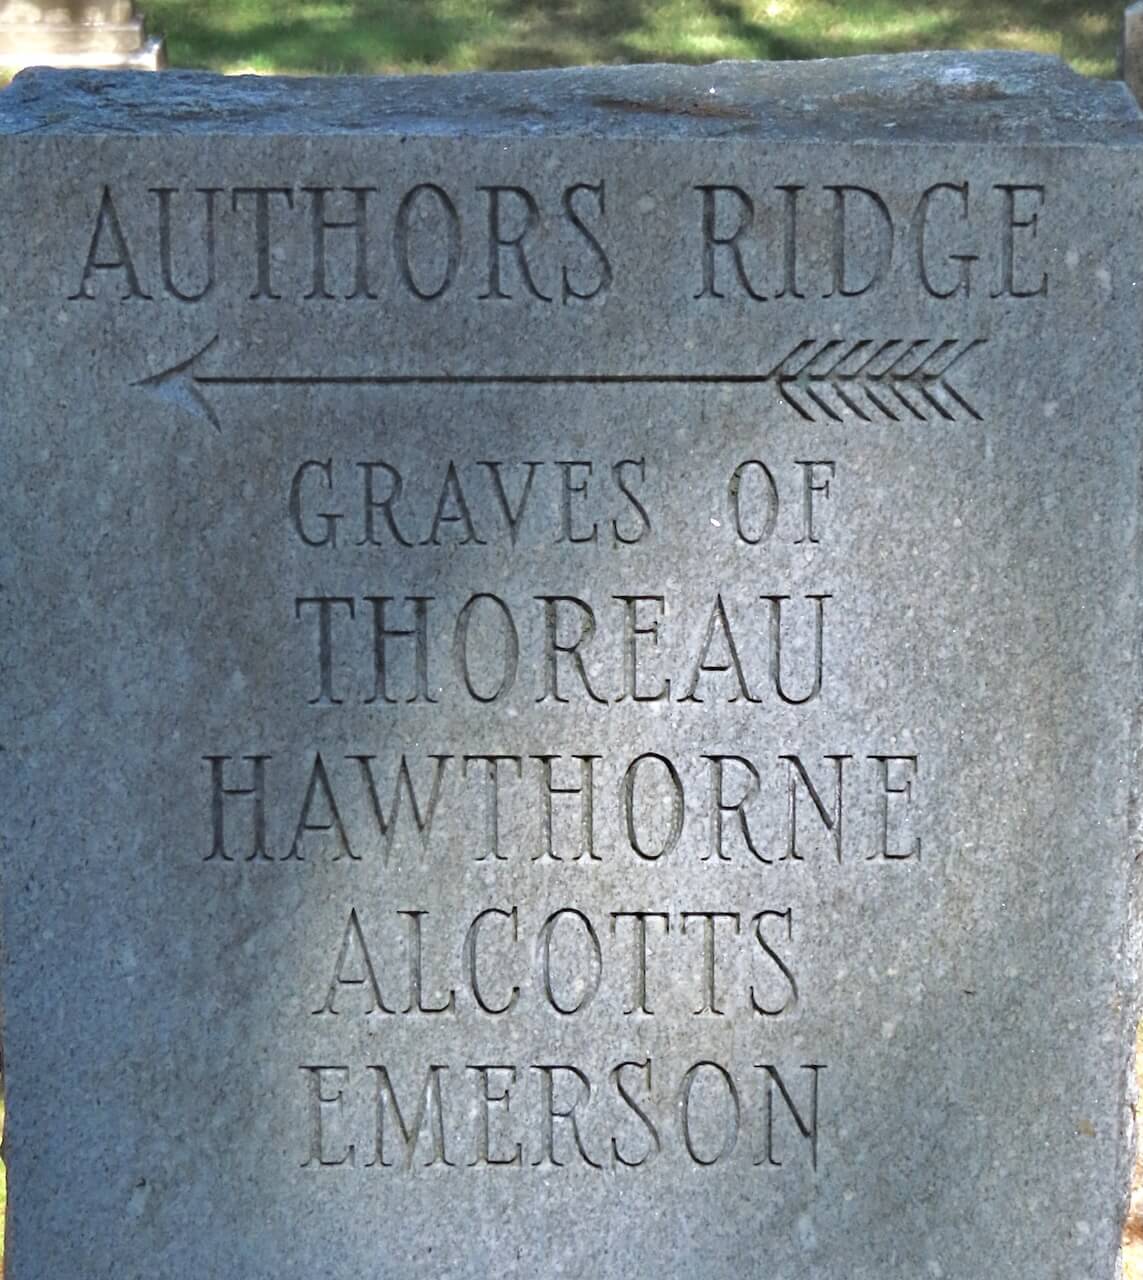 AUTHORS RIDGE
GRAVES OF
THOREAU
HAWTHORNE
ALCOTTS
EMERSON